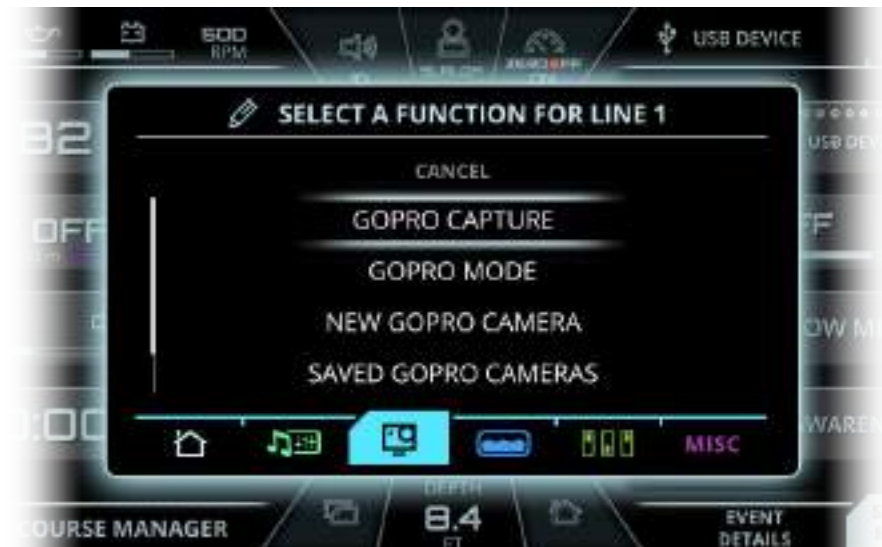 500
RPM
USB DEVICE
SELECT A FUNCTION FOR LINE 1
CANCEL
GOPRO CAPTURE
GOPRO MODE
NEW GOPRO CAMERA
SAVED GOPRO CAMERAS
MISC
DEPTH
8.4
FT
COURSE MANAGER
EVENT
DETAILS